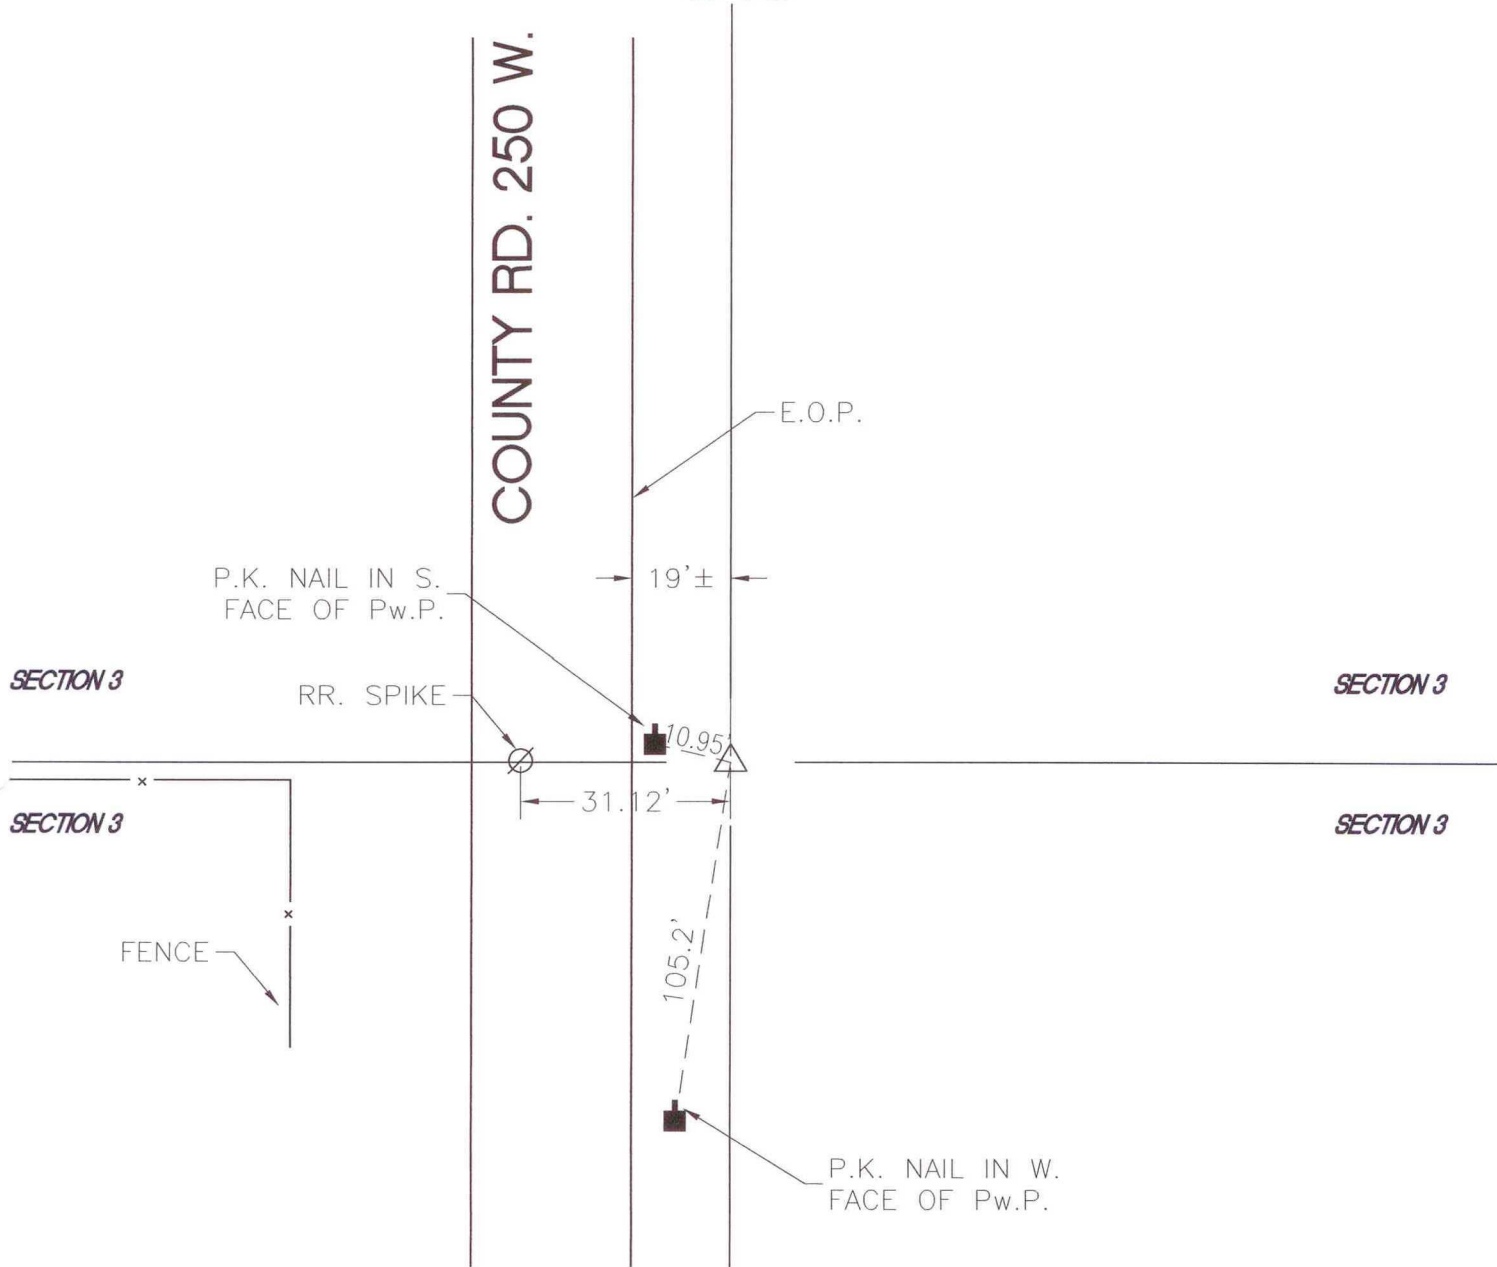 COUNTY RD. 250 W.
E.O.P.
P.K. NAIL IN S.
FACE OF Pw.P.
19'±
SECTION 3
SECTION 3
RR. SPIKE
10.95'
31.12'
SECTION 3
SECTION 3
FENCE
105.2'
P.K. NAIL IN W.
FACE OF Pw.P.